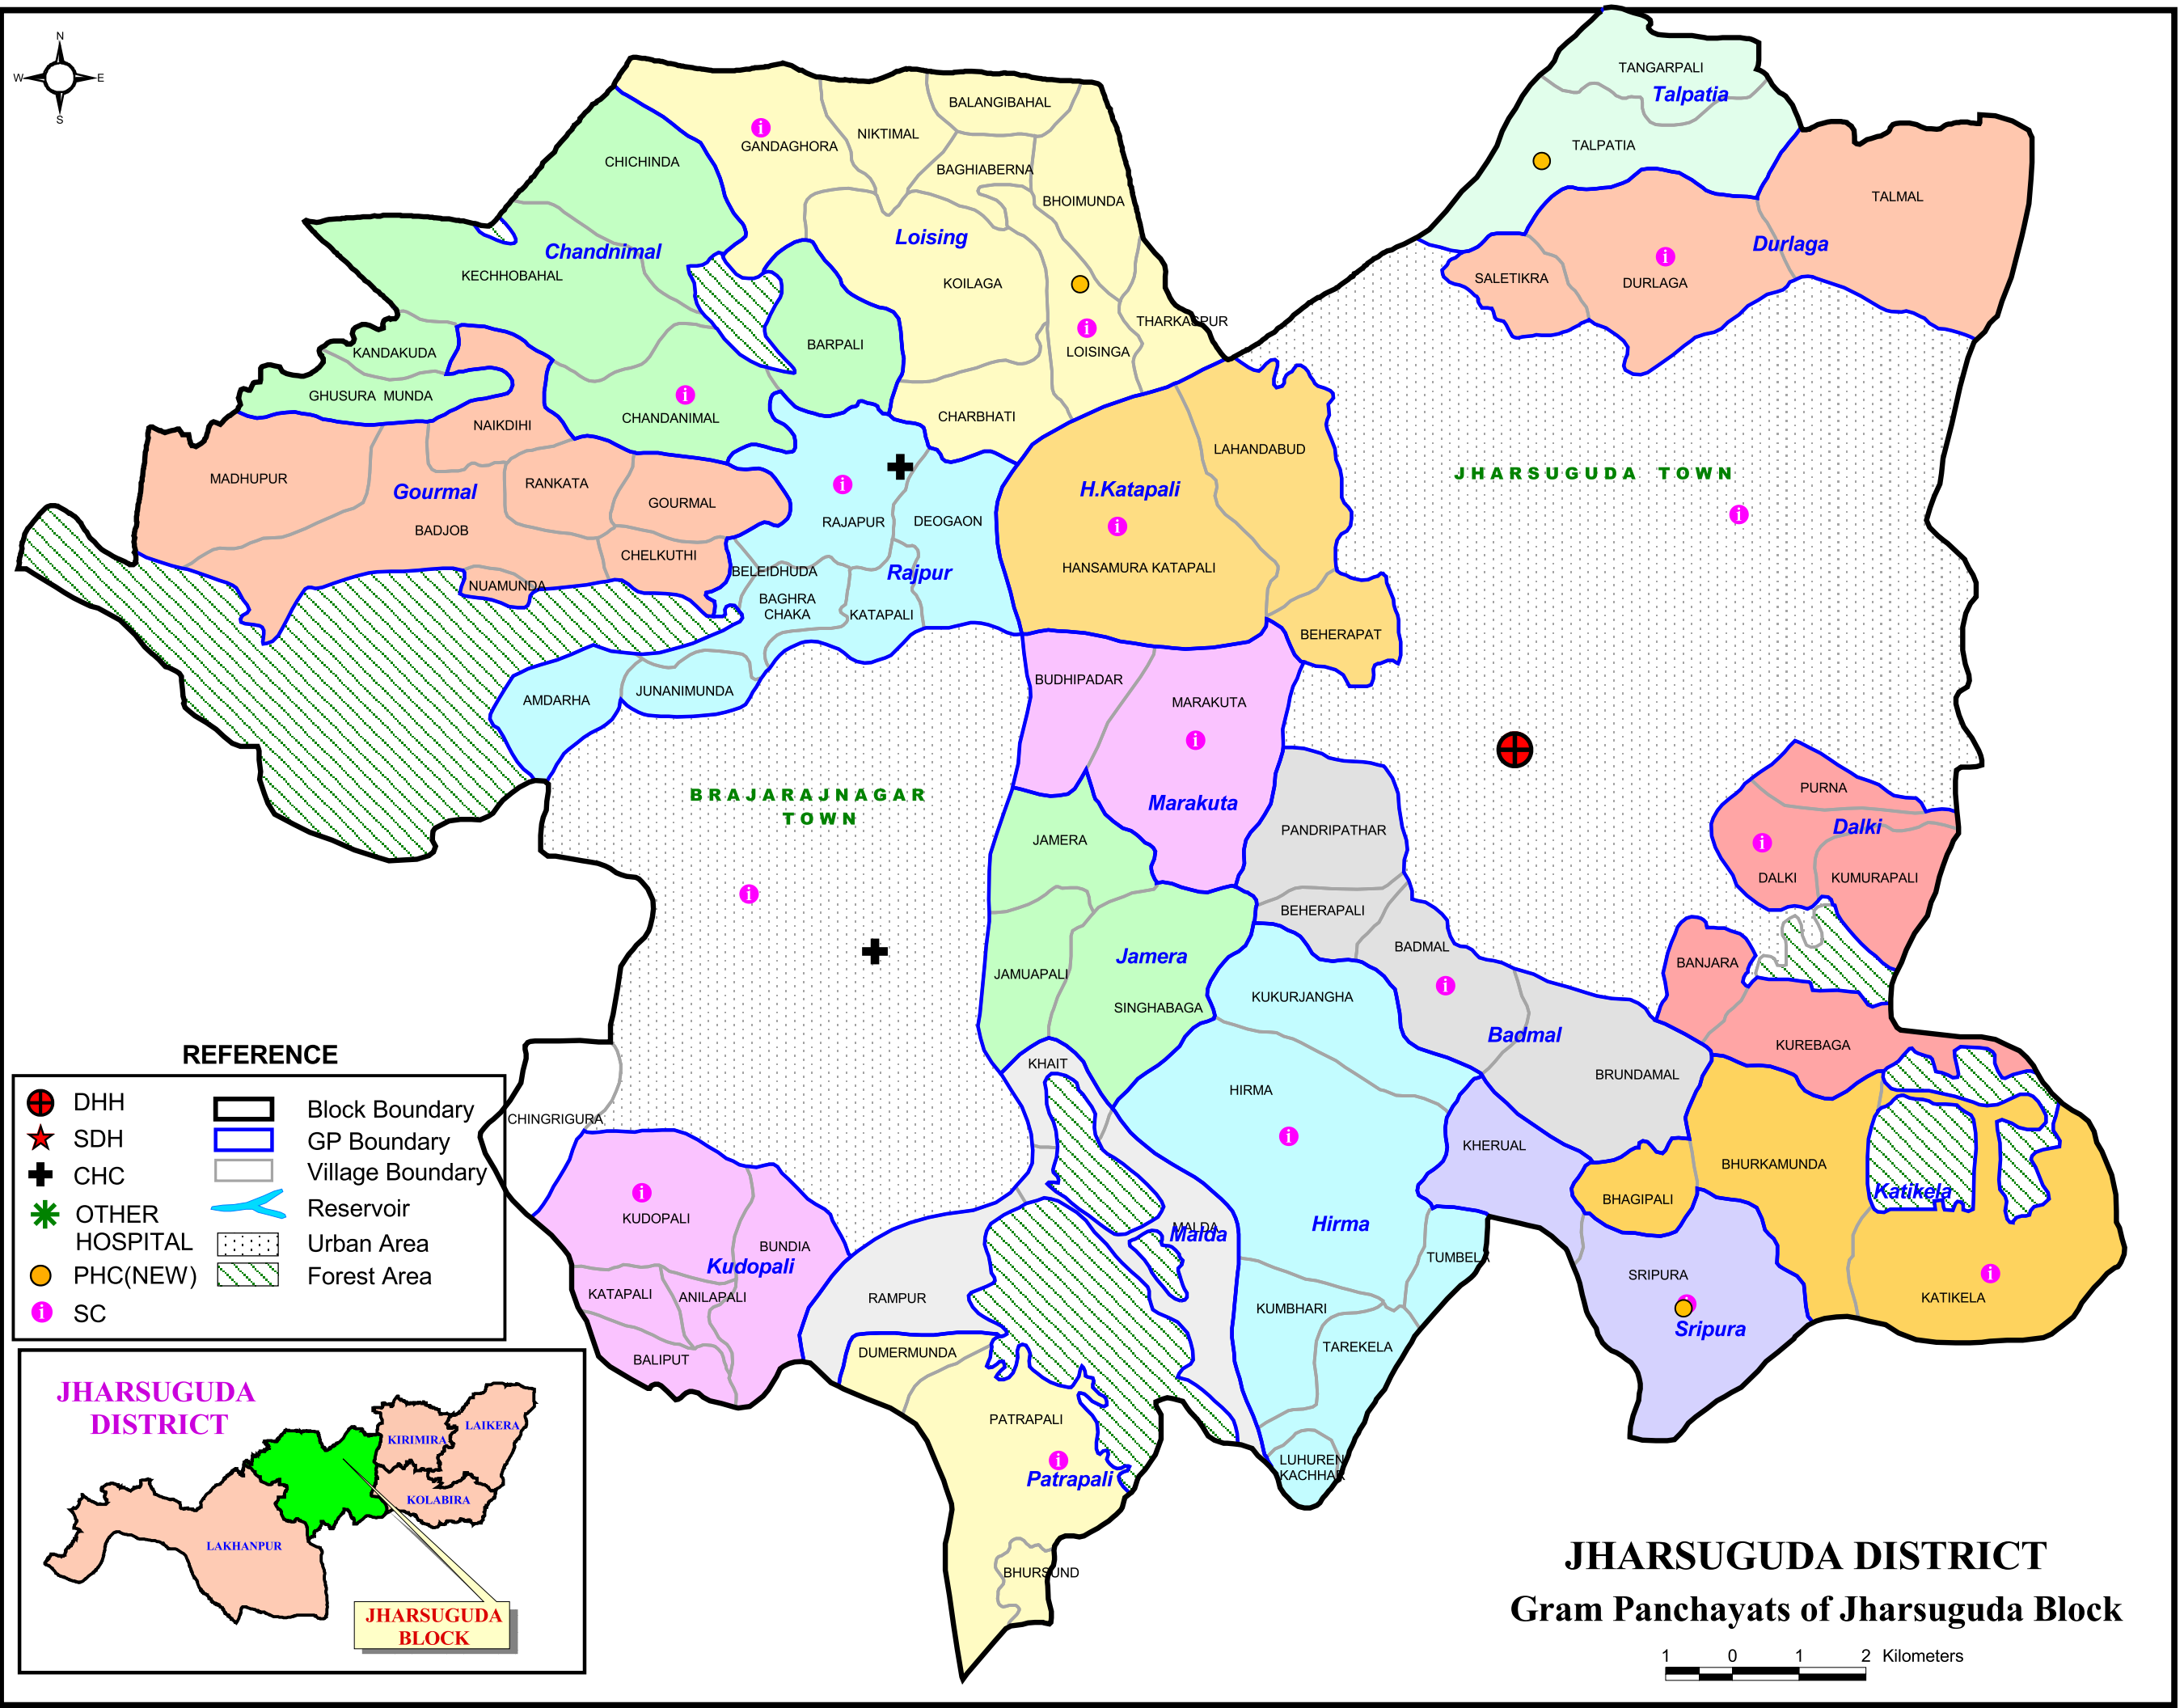 N
W E
S
TANGARPALI
Talpatia
TALPATIA
TALMAL
Durlaga
SALETIKRA
DURLAGA
BALANGIBAHAL
NIKTIMAL
GANDAGHORA
BAGHIABERNA
BHOIMUNDA
Loising
KOILAGA
THARKASPUR
LOISINGA
CHARBHATI
CHICHINDA
Chandnimal
KECHHOBAHAL
BARPALI
KANDAKUDA
GHUSURA MUNDA
CHANDANIMAL
NAIKDIHI
MADHUPUR
Gourmal
RANKATA
GOURMAL
BADJOB
CHELKUTHI
NUAMUNDA
RAJAPUR
DEOGAON
BELEIDHUDA
Rajpur
BAGHRA
CHAKA
KATAPALI
JUNANIMUNDA
AMDARHA
LAHANDABUD
H.Katapali
HANSAMURA KATAPALI
BEHERAPAT
JHARSUGUDA TOWN
BUDHIPADAR
MARAKUTA
Marakuta
BRAJARAJNAGAR
TOWN
PANDRIPATHAR
BEHERAPALI
BADMAL
Badmal
BRUNDAMAL
PURNA
Dalki
DALKI
KUMURAPALI
BANJARA
KUREBAGA
JAMERA
Jamera
JAMUAPALI
SINGHABAGA
KUKURJANGHA
HIRMA
Hirma
KHAIT
MALDA
Malda
RAMPUR
KHERUAL
BHAGIPALI
BHURKAMUNDA
Katikela
KATIKELA
SRIPURA
Sripura
TUMBELA
KUMBHARI
TAREKELA
LUHUREN
KACHHAR
CHINGRIGURA
KUDOPALI
BUNDIA
Kudopali
KATAPALI
ANILAPALI
BALIPUT
DUMERMUNDA
PATRAPALI
Patrapali
BHURSUND
REFERENCE
DHH
SDH
CHC
OTHER
HOSPITAL
PHC(NEW)
SC
Block Boundary
GP Boundary
Village Boundary
Reservoir
Urban Area
Forest Area
JHARSUGUDA
DISTRICT
KIRIMIRA
LAIKERA
KOLABIRA
LAKHANPUR
JHARSUGUDA
BLOCK
JHARSUGUDA DISTRICT
Gram Panchayats of Jharsuguda Block
1 0 1 2 Kilometers